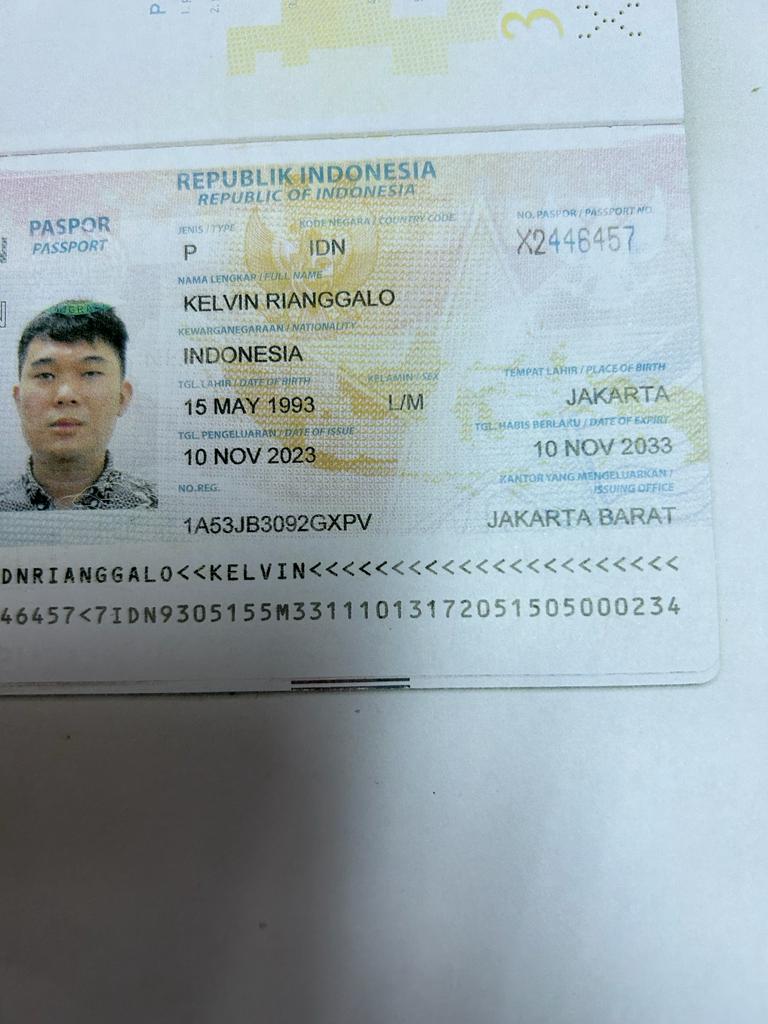 REPUBLIK INDONESIA
REPUBLIC OF INDONESIA
PASPOR
PASSPORT
JENIS / TYPE
KODE NEGARA / COUNTRY CODE
NO. PASPOR / PASSPORT NO.
P
IDN
X2446457
NAMA LENGKAP / FULL NAME
KELVIN RIANGGALO
KEWARGANEGARAAN / NATIONALITY
INDONESIA
TGL. LAHIR / DATE OF BIRTH
KELAMIN / SEX
TEMPAT LAHIR / PLACE OF BIRTH
15 MAY 1993
L/M
JAKARTA
TGL. PENGELUARAN / DATE OF ISSUE
TGL. HABIS BERLAKU / DATE OF EXPIRY
10 NOV 2023
10 NOV 2033
NO. REG.
KANTOR YANG MENGELUARKAN /
ISSUING OFFICE
1A53JB3092GXPV
JAKARTA BARAT
DNRIANGGALO<<KELVIN<<<<<<<<<<<<<<<<<<<<<<
46457<7IDN9305155M33111013172051505000234
3